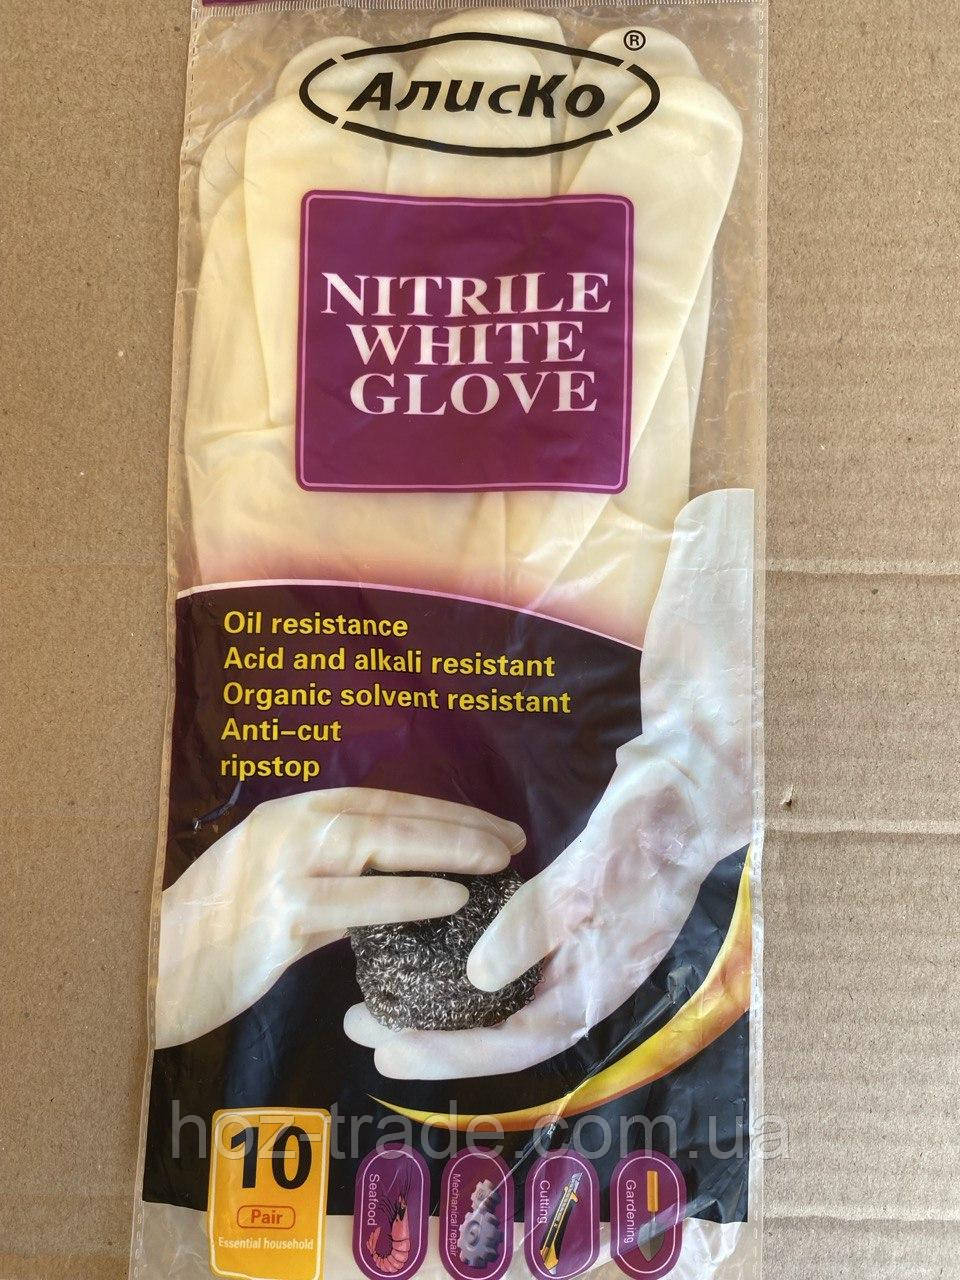 АлисКо
®
NITRILE
WHITE
GLOVE
Oil resistance
Acid and alkali resistant
Organic solvent resistant
Anti-cut
ripstop
hoz-trade.com.ua
10
Pair
Essential household
Seafood
Mechanical repair
Cutting
Gardening